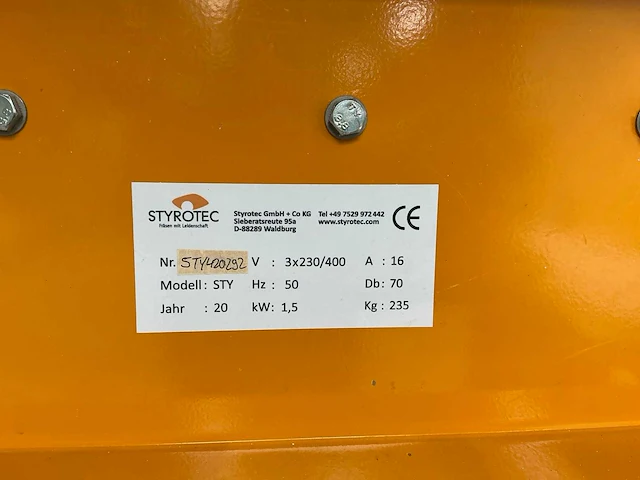 STYROTEC
Fräsen mit Leidenschaft
Styrotec GmbH + Co KG Tel +49 7529 972 442
Sieberatsreute 95a www.styrotec.com
D-88289 Waldburg
CE
Nr. STY420292 V : 3x230/400 A : 16
Modell : STY Hz : 50 Db : 70
Jahr : 20 kW : 1,5 Kg : 235
8.8